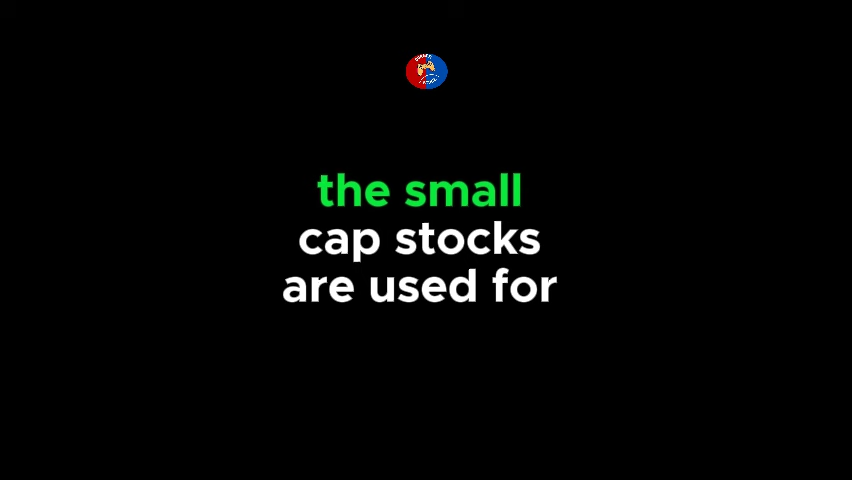 the small
cap stocks
are used for